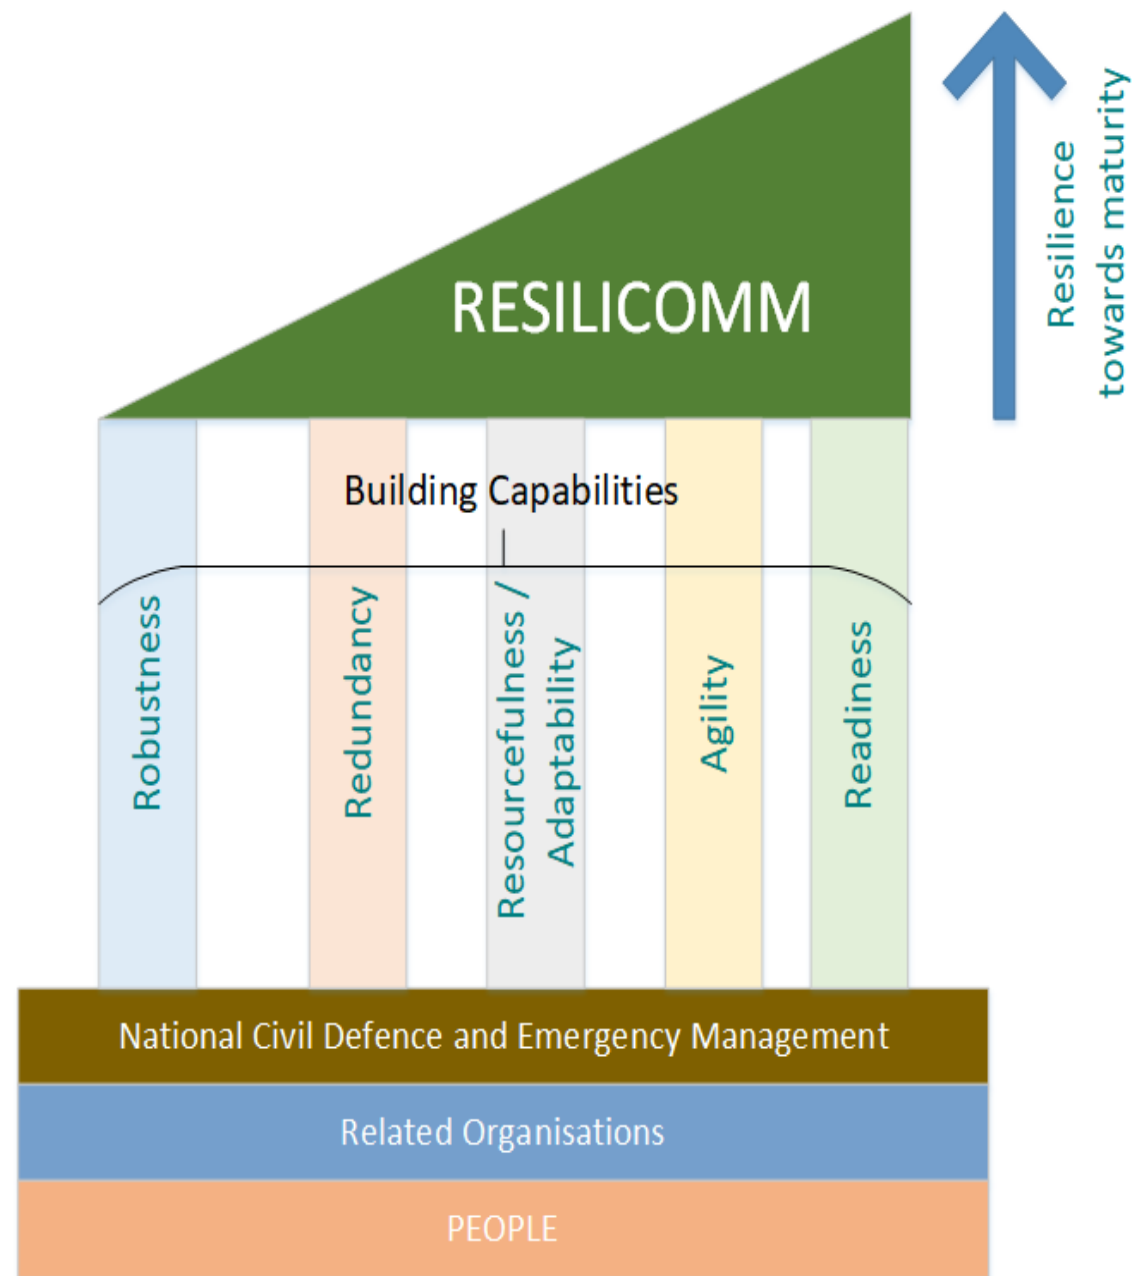 RESILICOMM
Resilience
towards maturity
Building Capabilities
Robustness
Redundancy
Resourcefulness /
Adaptability
Agility
Readiness
National Civil Defence and Emergency Management
Related Organisations
PEOPLE